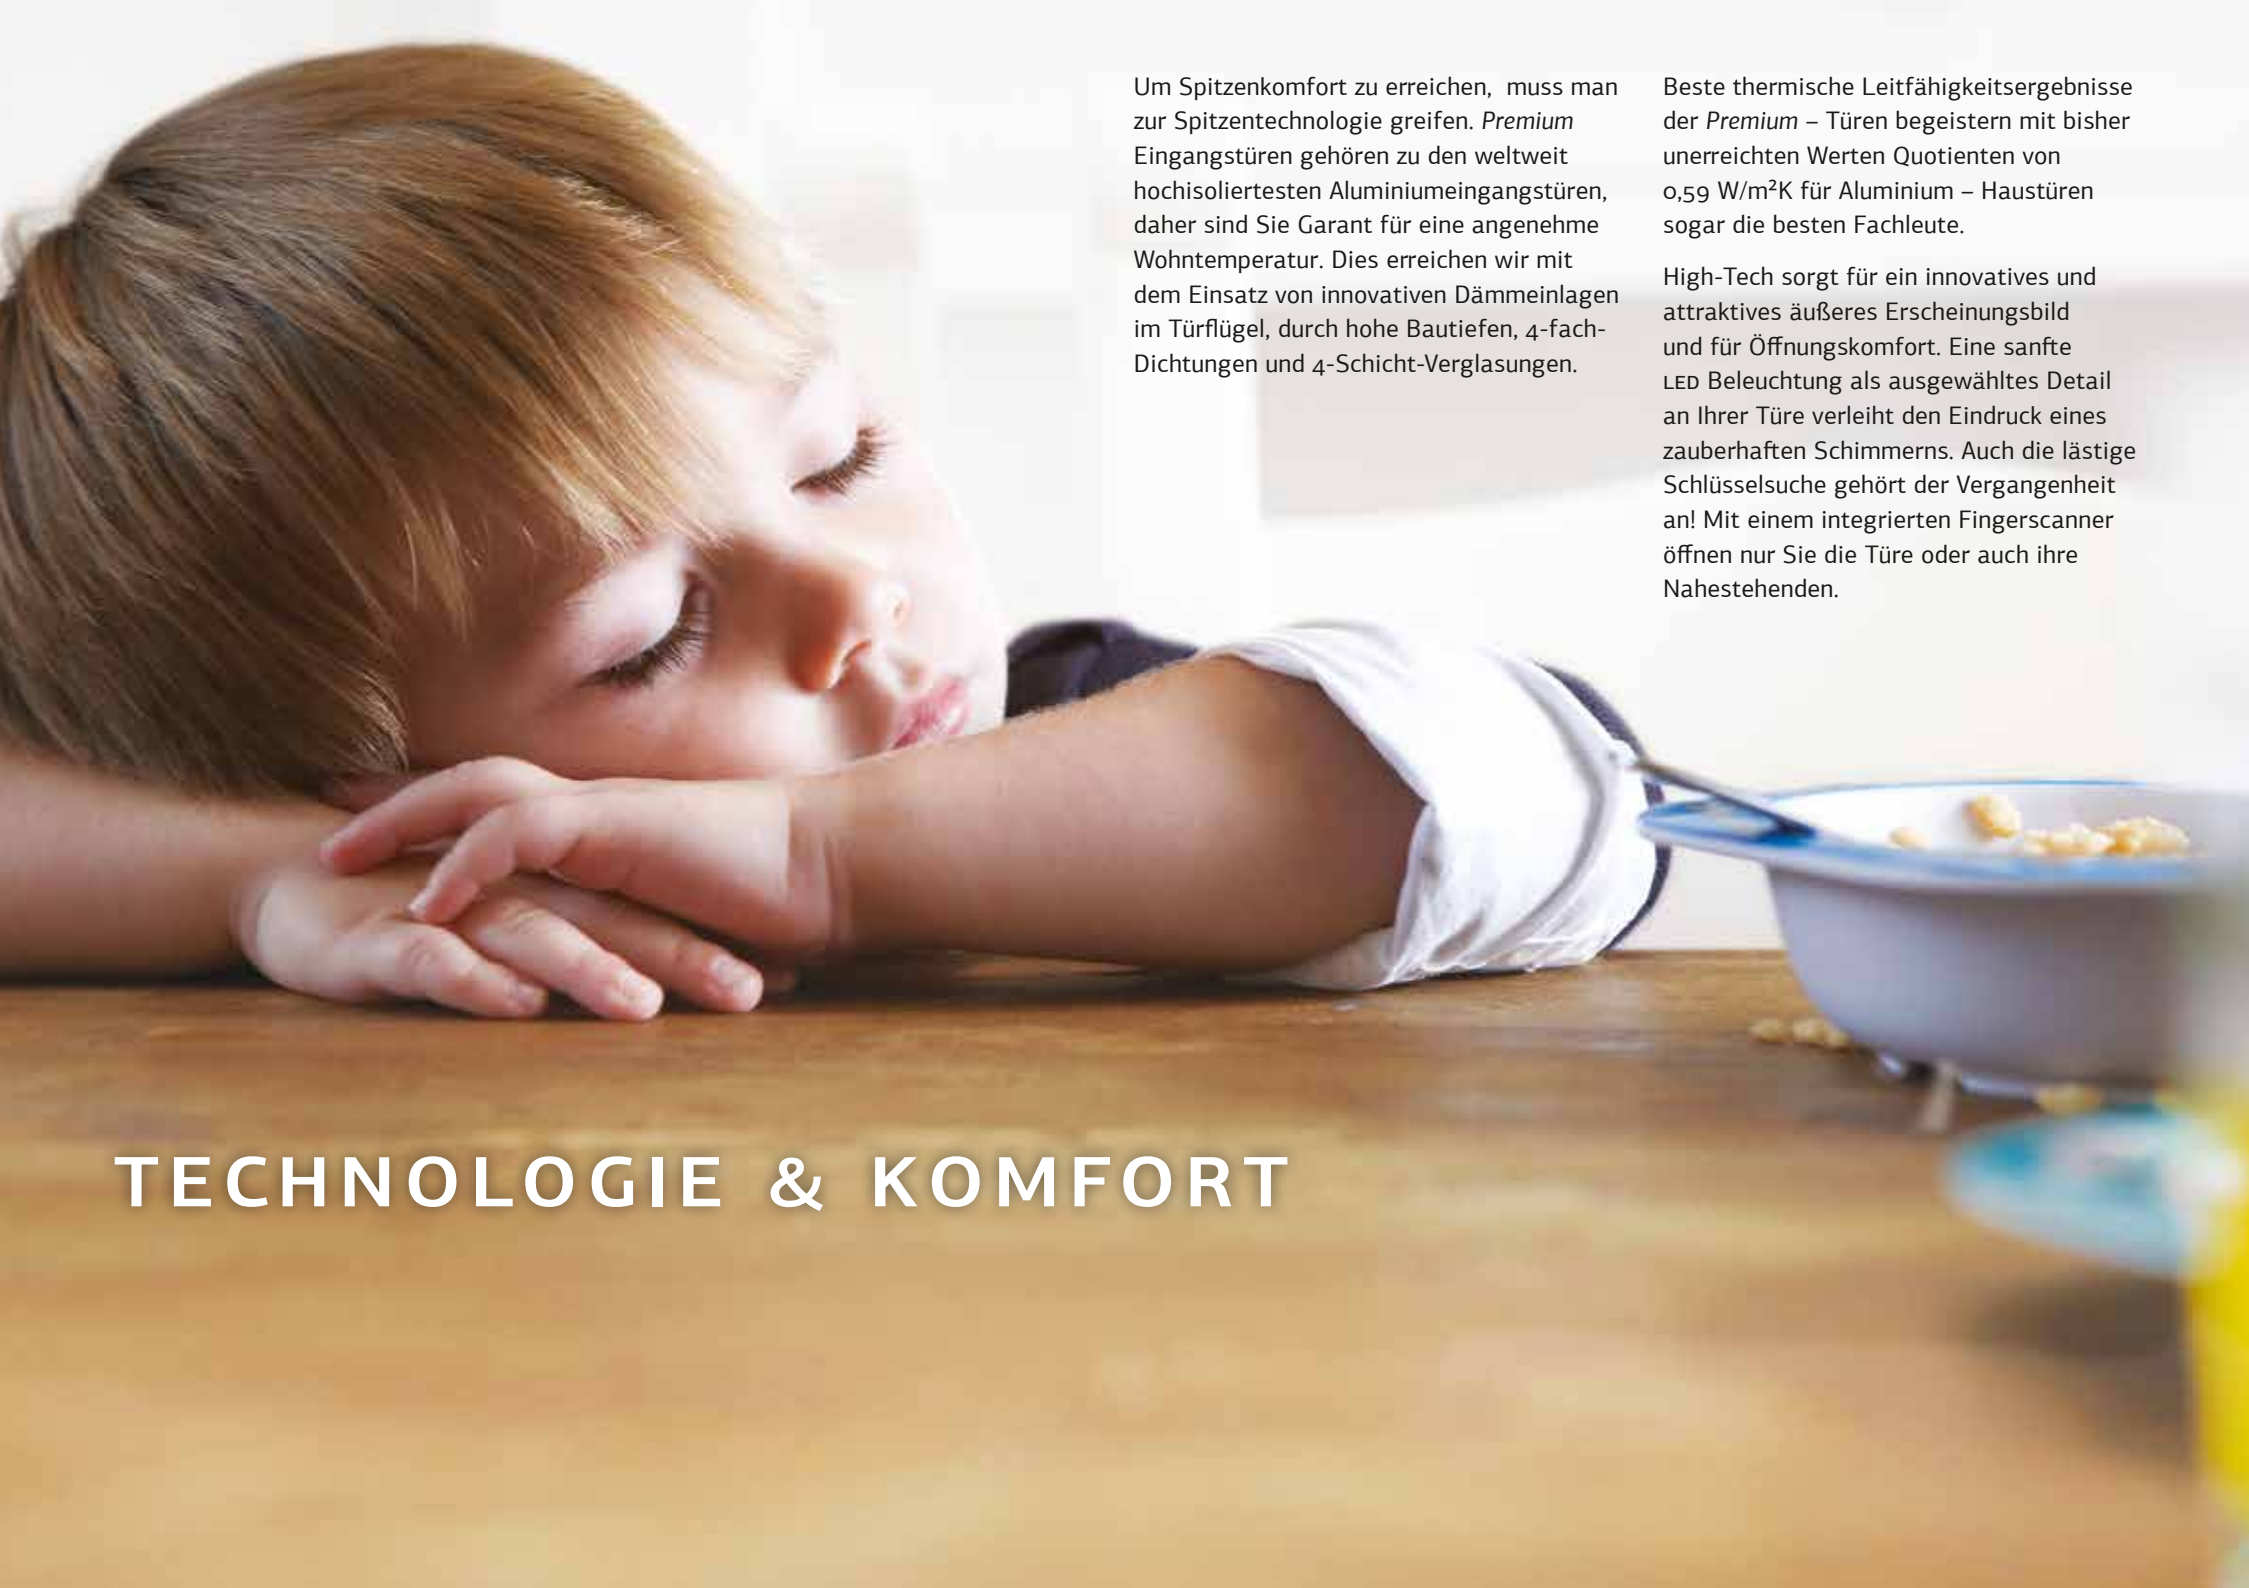 Um Spitzenkomfort zu erreichen,  muss man
zur Spitzentechnologie greifen. Premium
Eingangstüren gehören zu den weltweit
hochisoliertesten Aluminiumeingangstüren,
daher sind Sie Garant für eine angenehme
Wohntemperatur. Dies erreichen wir mit
dem Einsatz von innovativen Dämmeinlagen
im Türflügel, durch hohe Bautiefen, 4-fach-
Dichtungen und 4-Schicht-Verglasungen.
Beste thermische Leitfähigkeitsergebnisse
der Premium – Türen begeistern mit bisher
unerreichten Werten Quotienten von
0,59 W/m²K für Aluminium – Haustüren
sogar die besten Fachleute.
High-Tech sorgt für ein innovatives und
attraktives äußeres Erscheinungsbild
und für Öffnungskomfort. Eine sanfte
LED Beleuchtung als ausgewähltes Detail
an Ihrer Türe verleiht den Eindruck eines
zauberhaften Schimmerns. Auch die lästige
Schlüsselsuche gehört der Vergangenheit
an! Mit einem integrierten Fingerscanner
öffnen nur Sie die Türe oder auch ihre
Nahestehenden.
TECHNOLOGIE & KOMFORT